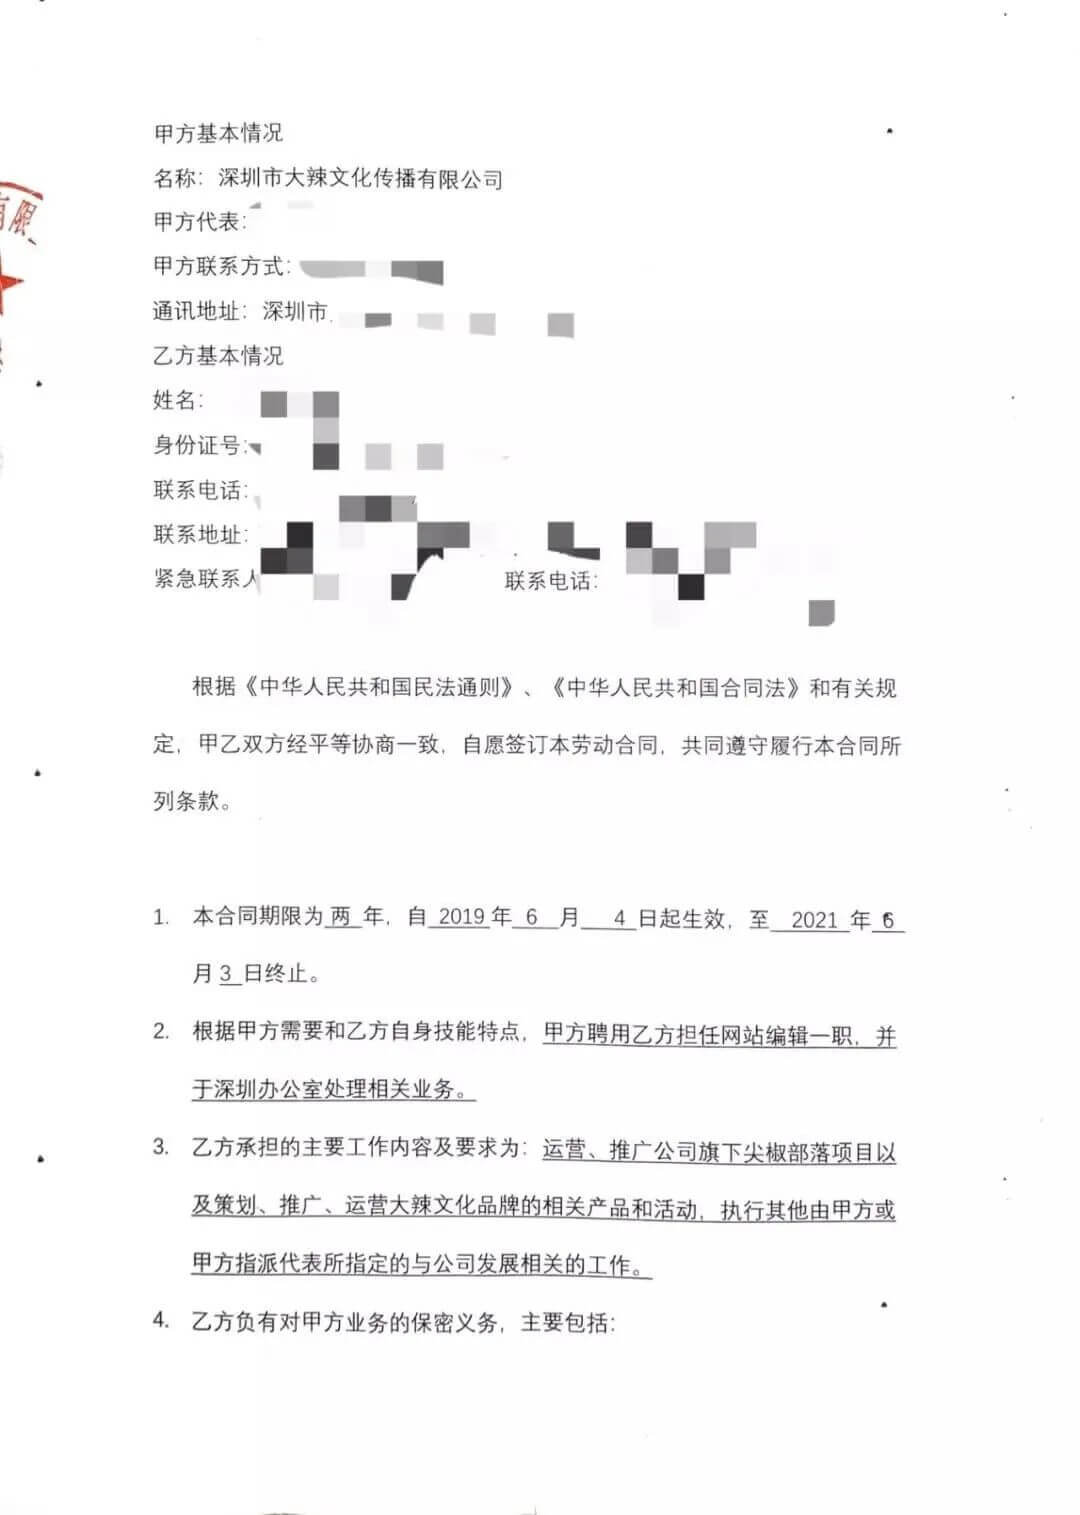 甲方基本情况
名称：深圳市大辣文化传播有限公司
有限
甲方代表：
甲方联系方式：
通讯地址：深圳市
乙方基本情况
姓名：
身份证号：
联系电话：
联系地址：
紧急联系人 联系电话：
根据《中华人民共和国民法通则》、《中华人民共和国合同法》和有关规
定，甲乙双方经平等协商一致，自愿签订本劳动合同，共同遵守履行本合同所
列条款。
1. 本合同期限为两年，自2019年6月4日起生效，至2021年6
月3日终止。
2. 根据甲方需要和乙方自身技能特点，甲方聘用乙方担任网站编辑一职，并
于深圳办公室处理相关业务。
3. 乙方承担的主要工作内容及要求为：运营、推广公司旗下尖椒部落项目以
及策划、推广、运营大辣文化品牌的相关产品和活动，执行其他由甲方或
甲方指派代表所指定的与公司发展相关的工作。
4. 乙方负有对甲方业务的保密义务，主要包括：